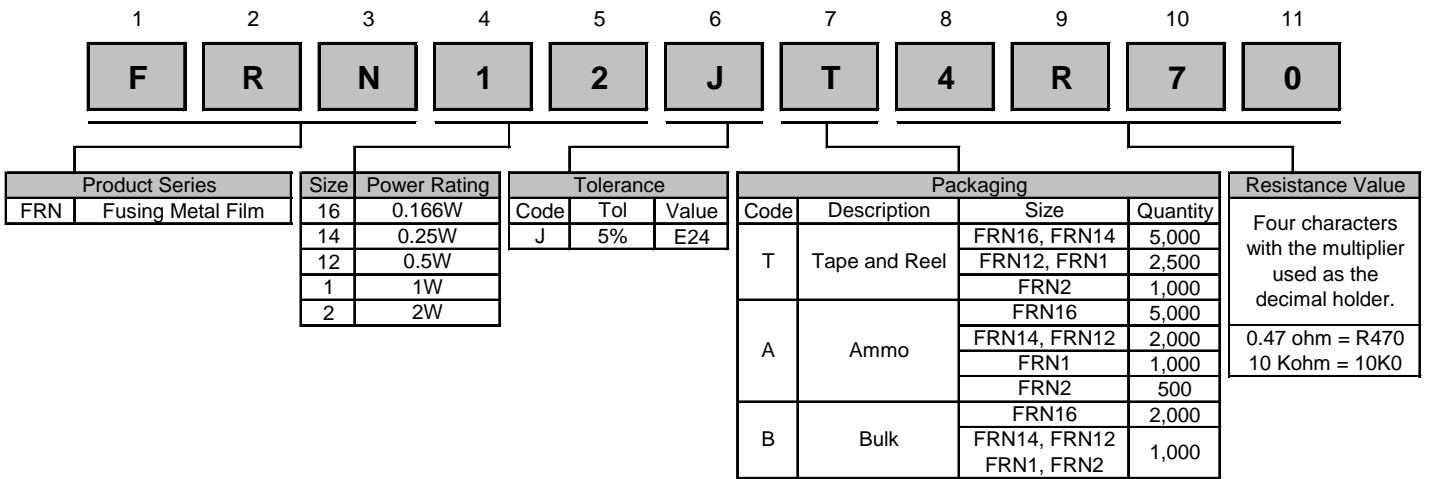 1 2 3 4 5 6 7 8 9 10 11
F R N 1 2 J T 4 R 7 0
Product Series
FRN Fusing Metal Film
Size Power Rating
16 0.166W
14 0.25W
12 0.5W
1 1W
2 2W
Tolerance
Code Tol Value
J 5% E24
Packaging
Code Description Size Quantity
T Tape and Reel
FRN16, FRN14 5,000
FRN12, FRN1 2,500
FRN2 1,000
A Ammo
FRN16 5,000
FRN14, FRN12 2,000
FRN1 1,000
FRN2 500
B Bulk
FRN16 2,000
FRN14, FRN12
FRN1, FRN2
1,000
Resistance Value
Four characters
with the multiplier
used as the
decimal holder.
0.47 ohm = R470
10 Kohm = 10K0